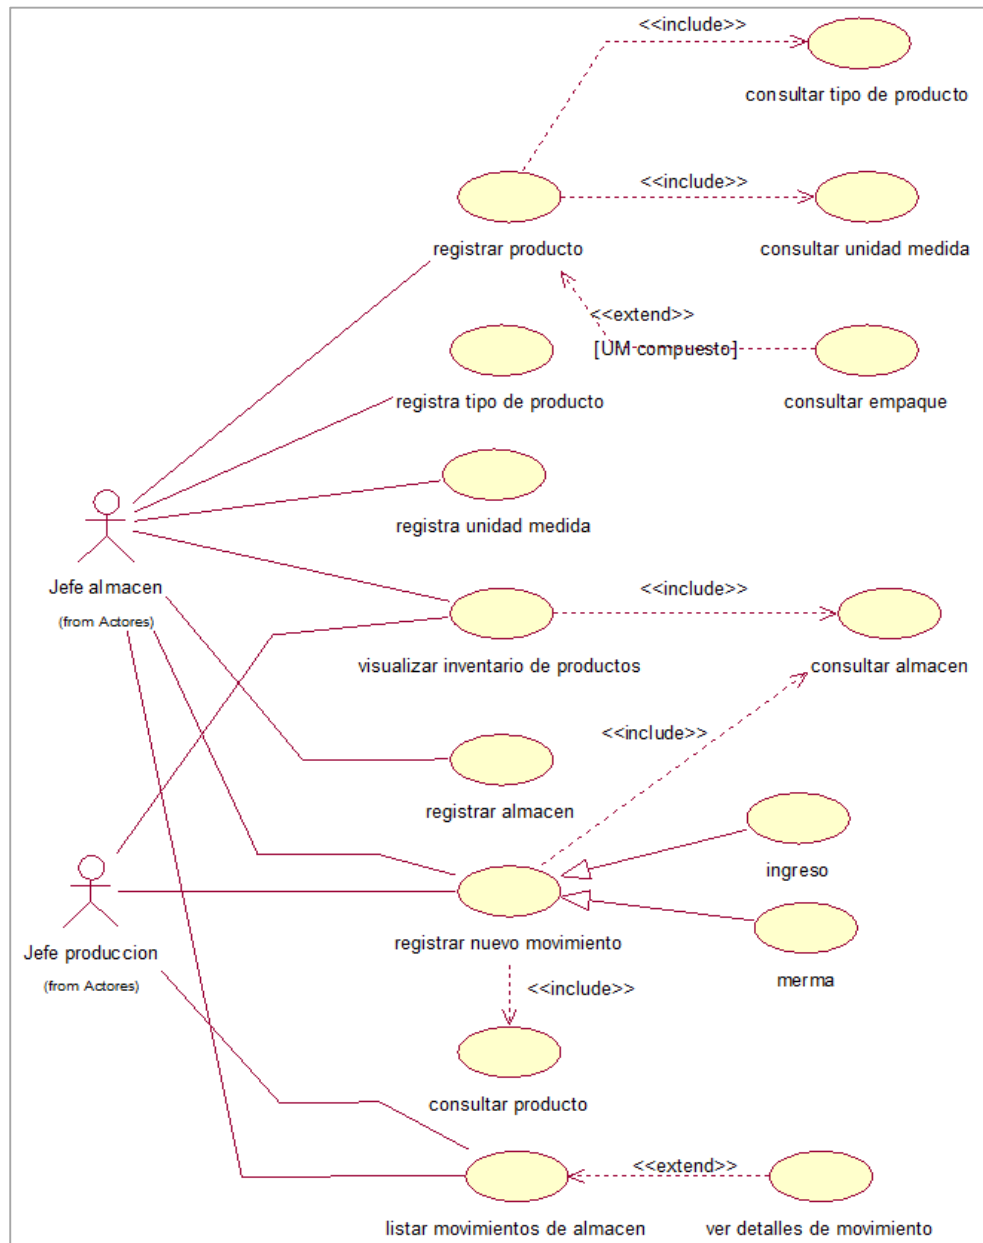 <<include>>
consultar tipo de producto
<<include>>
registrar producto
consultar unidad medida
<<extend>>
[UM compuesto]
registra tipo de producto
consultar empaque
registra unidad medida
Jefe almacen
(from Actores)
<<include>>
visualizar inventario de productos
consultar almacen
<<include>>
registrar almacen
ingreso
Jefe produccion
(from Actores)
registrar nuevo movimiento
merma
<<include>>
consultar producto
<<extend>>
listar movimientos de almacen
ver detalles de movimiento